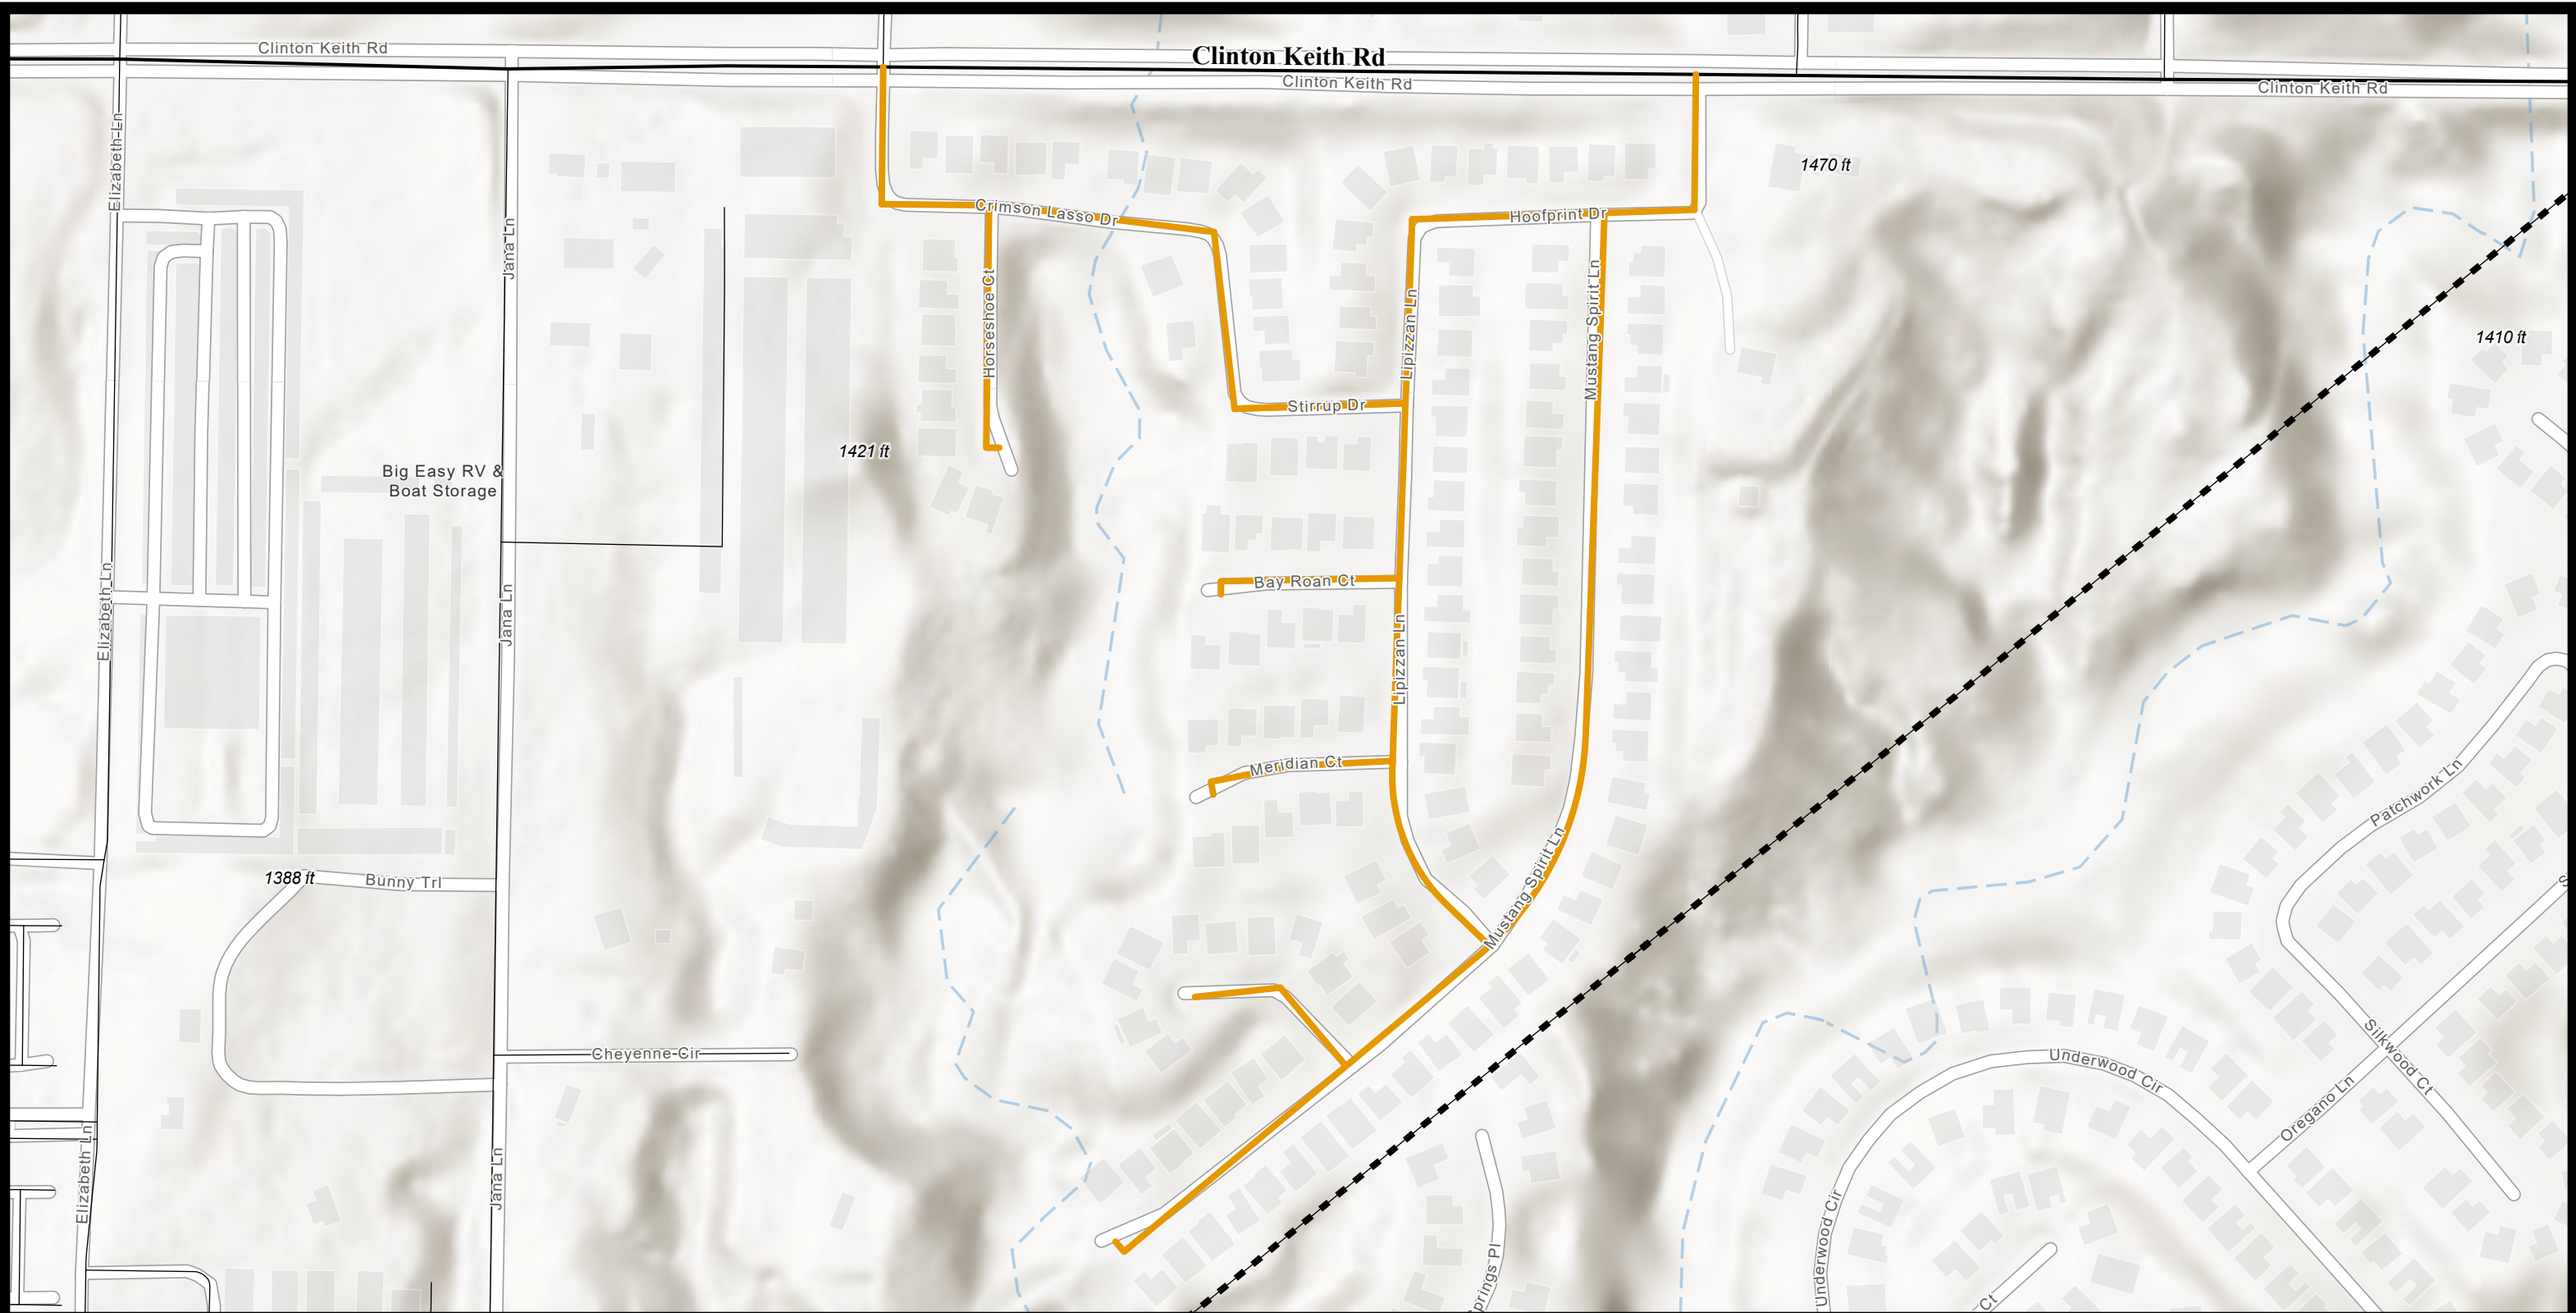 Clinton Keith Rd
Clinton Keith Rd
Clinton Keith Rd
Clinton Keith Rd
Elizabeth Ln
1470 ft
Crimson Lasso Dr
Hoofprint Dr
Jana Ln
Horseshoe Ct
Lipizzan Ln
Mustang Spirit Ln
1410 ft
Stirrup Dr
1421 ft
Big Easy RV &
Boat Storage
Elizabeth Ln
Jana Ln
Bay Roan Ct
Lipizzan Ln
Meridian Ct
Patchwork Ln
1388 ft
Bunny Trl
Mustang Spirit Ln
Cheyenne Cir
Underwood Cir
Silkwood Ct
Oregano Ln
Elizabeth Ln
Jana Ln
Underwood Cir
prings Pl
Ct